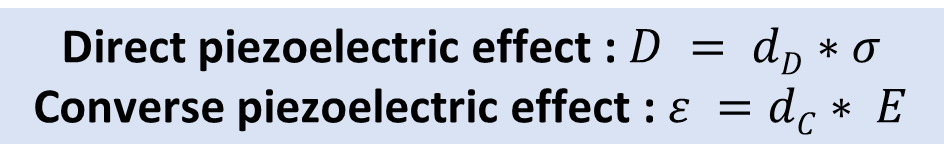 Direct piezoelectric effect : D = d_D * σ
Converse piezoelectric effect : ε = d_C * E